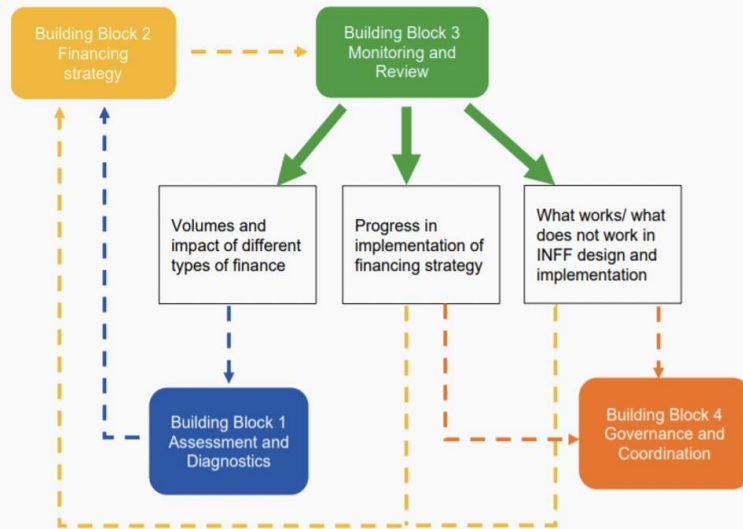 Building Block 2
Financing
strategy
Building Block 3
Monitoring and
Review
Volumes and
impact of different
types of finance
Progress in
implementation of
financing strategy
What works/ what
does not work in
INFF design and
implementation
Building Block 1
Assessment and
Diagnostics
Building Block 4
Governance and
Coordination